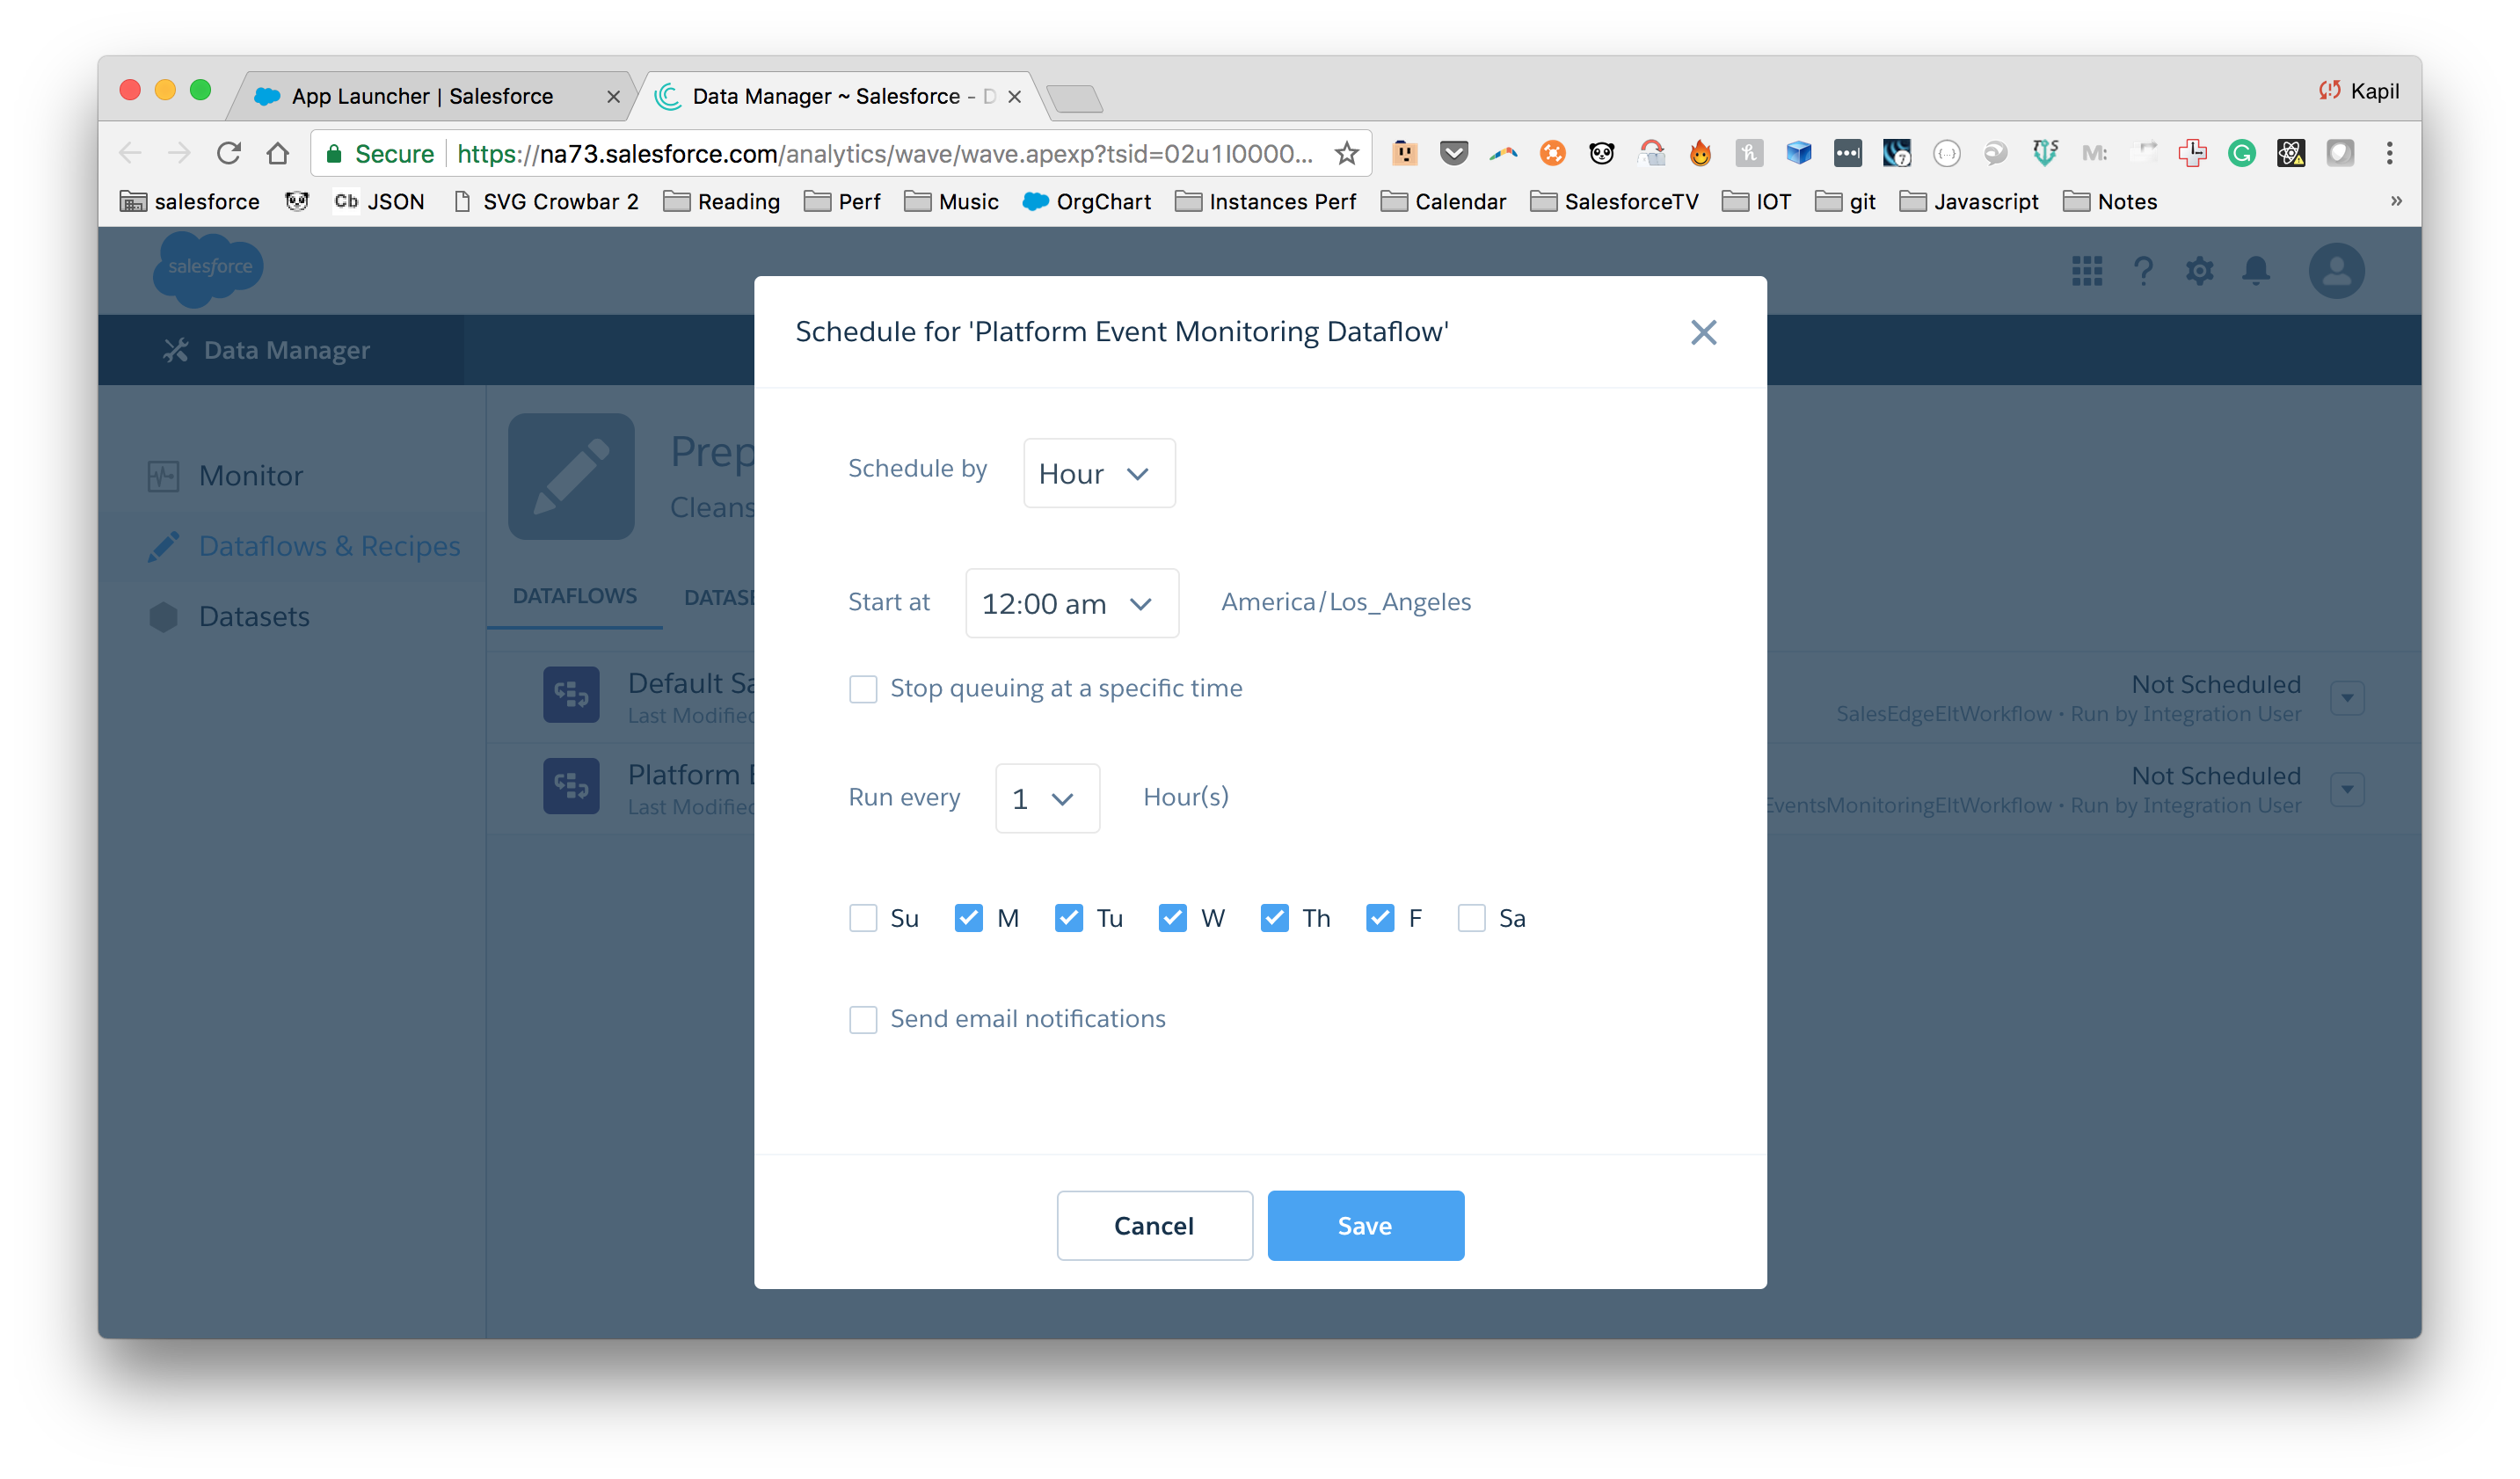 App Launcher | Salesforce
Data Manager ~ Salesforce - D
Kapil
Secure https://na73.salesforce.com/analytics/wave/wave.apexp?tsid=02u1I0000...
salesforce Cb JSON SVG Crowbar 2 Reading Perf Music OrgChart Instances Perf Calendar SalesforceTV IOT git Javascript Notes »
salesforce
Data Manager
Monitor
Dataflows & Recipes
Datasets
Prep
Cleans
DATAFLOWS DATASE
Default Sa
Last Modified
Not Scheduled
SalesEdgeEltWorkflow • Run by Integration User
Platform E
Last Modified
Not Scheduled
EventsMonitoringEltWorkflow • Run by Integration User
Schedule for 'Platform Event Monitoring Dataflow'
Schedule by Hour
Start at 12:00 am America/Los_Angeles
Stop queuing at a specific time
Run every 1 Hour(s)
Su M Tu W Th F Sa
Send email notifications
Cancel Save